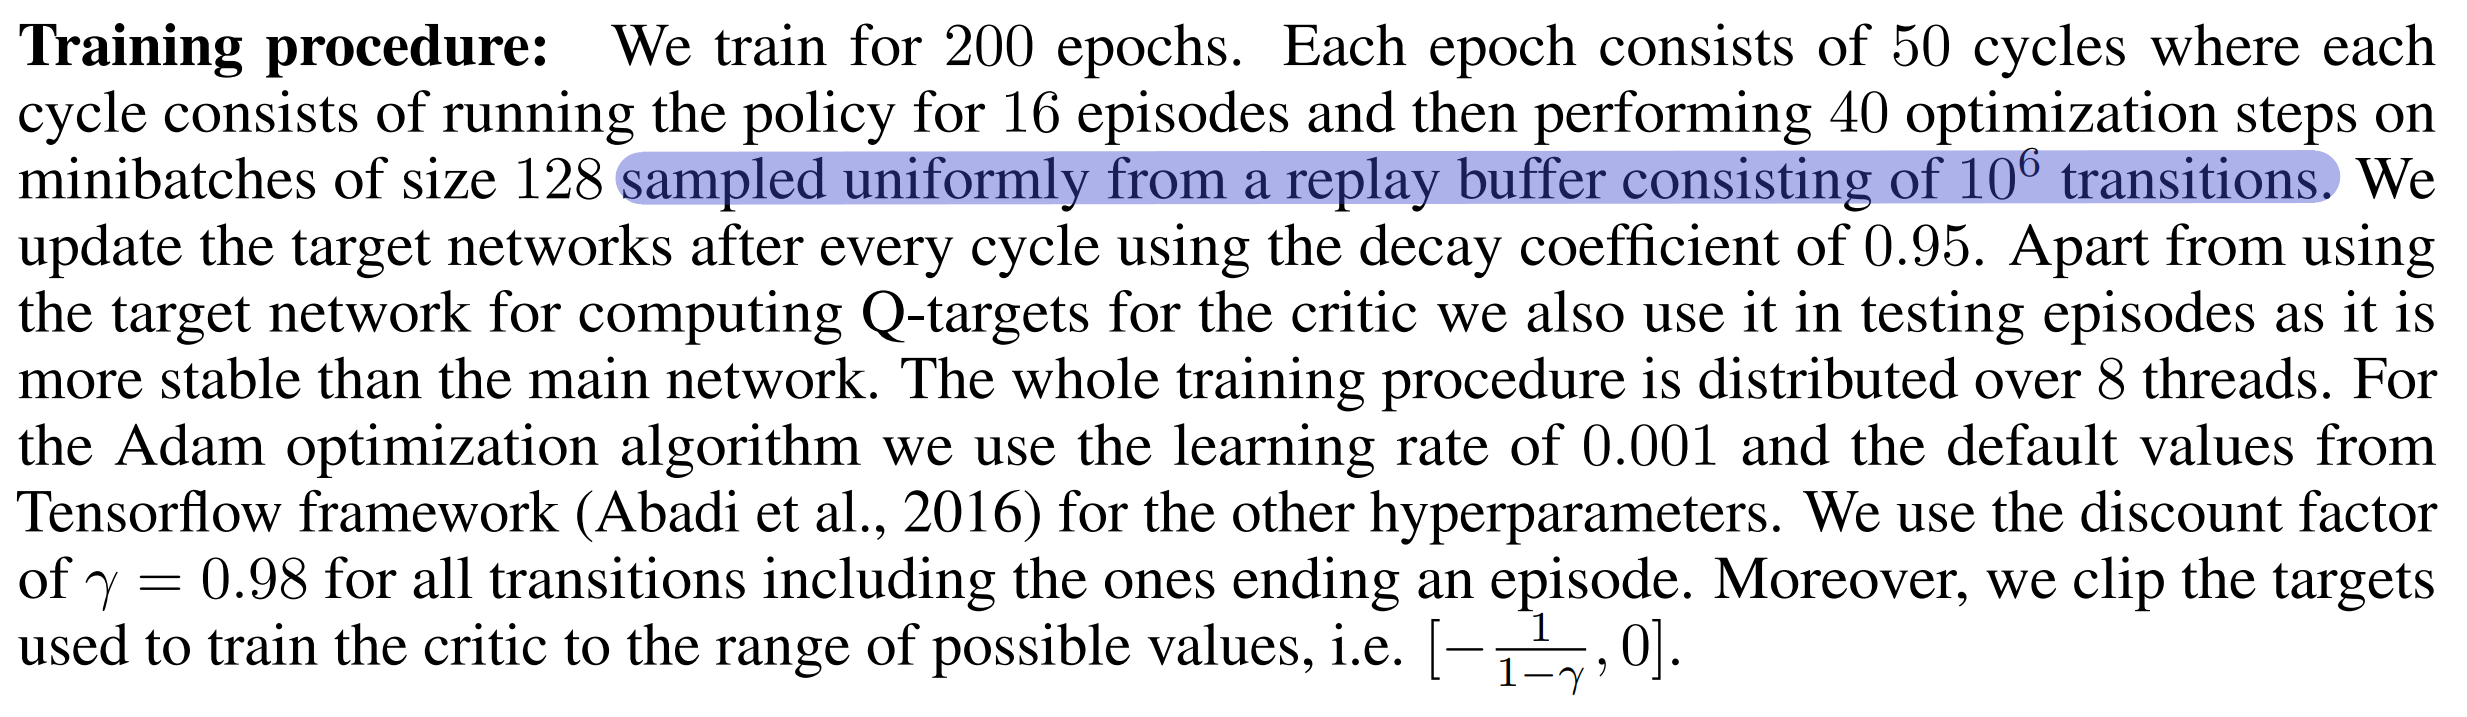 Training procedure: We train for 200 epochs. Each epoch consists of 50 cycles where each
cycle consists of running the policy for 16 episodes and then performing 40 optimization steps on
minibatches of size 128 sampled uniformly from a replay buffer consisting of 10⁶ transitions. We
update the target networks after every cycle using the decay coefficient of 0.95. Apart from using
the target network for computing Q-targets for the critic we also use it in testing episodes as it is
more stable than the main network. The whole training procedure is distributed over 8 threads. For
the Adam optimization algorithm we use the learning rate of 0.001 and the default values from
Tensorflow framework (Abadi et al., 2016) for the other hyperparameters. We use the discount factor
of γ = 0.98 for all transitions including the ones ending an episode. Moreover, we clip the targets
used to train the critic to the range of possible values, i.e. [−1/(1−γ), 0].